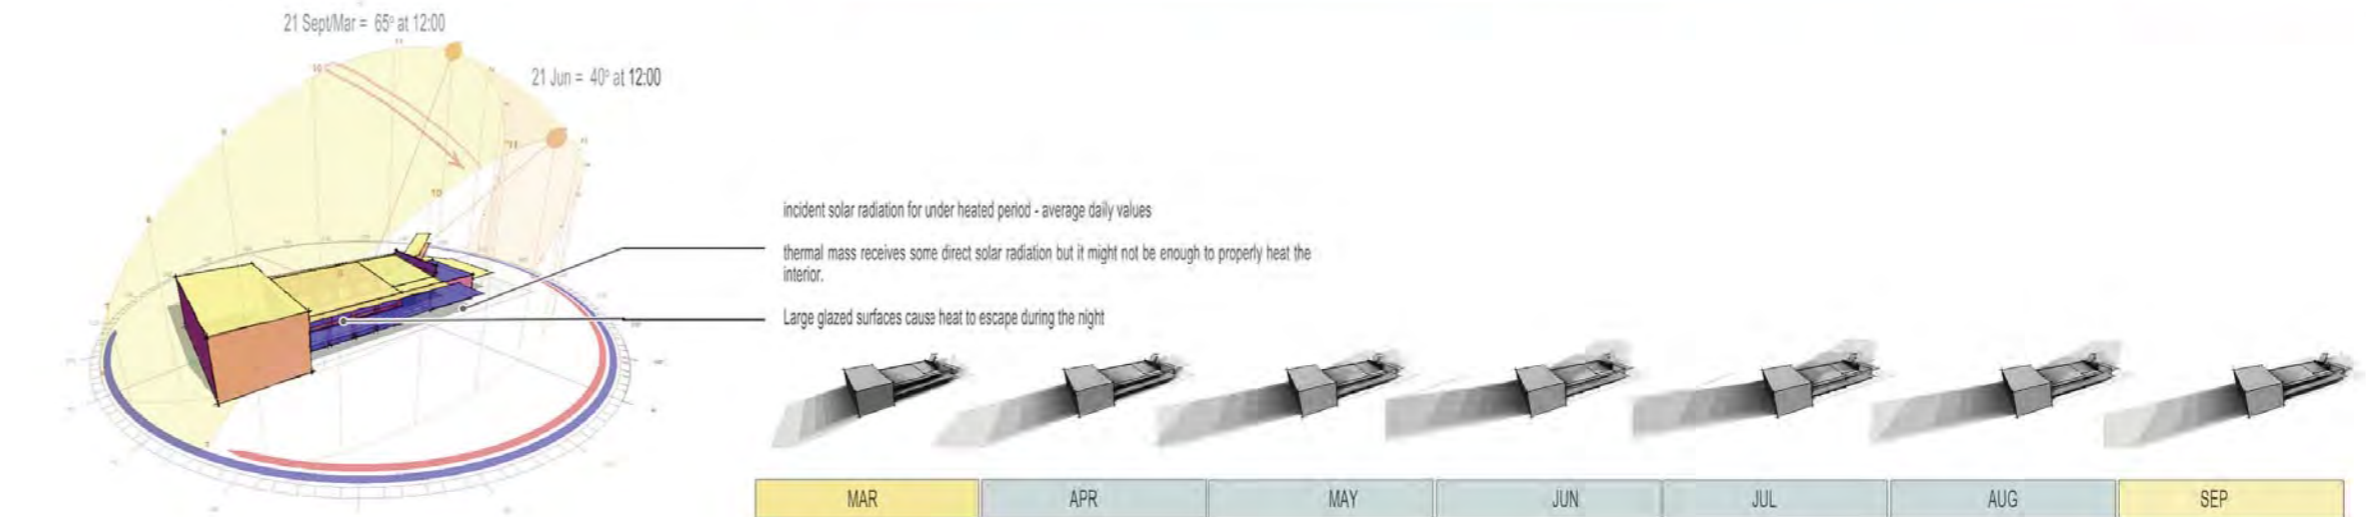 21 Sept/Mar = 65º at 12:00
21 Jun = 40º at 12:00
incident solar radiation for under heated period - average daily values
thermal mass receives some direct solar radiation but it might not be enough to properly heat the
interior.
Large glazed surfaces cause heat to escape during the night
MAR APR MAY JUN JUL AUG SEP